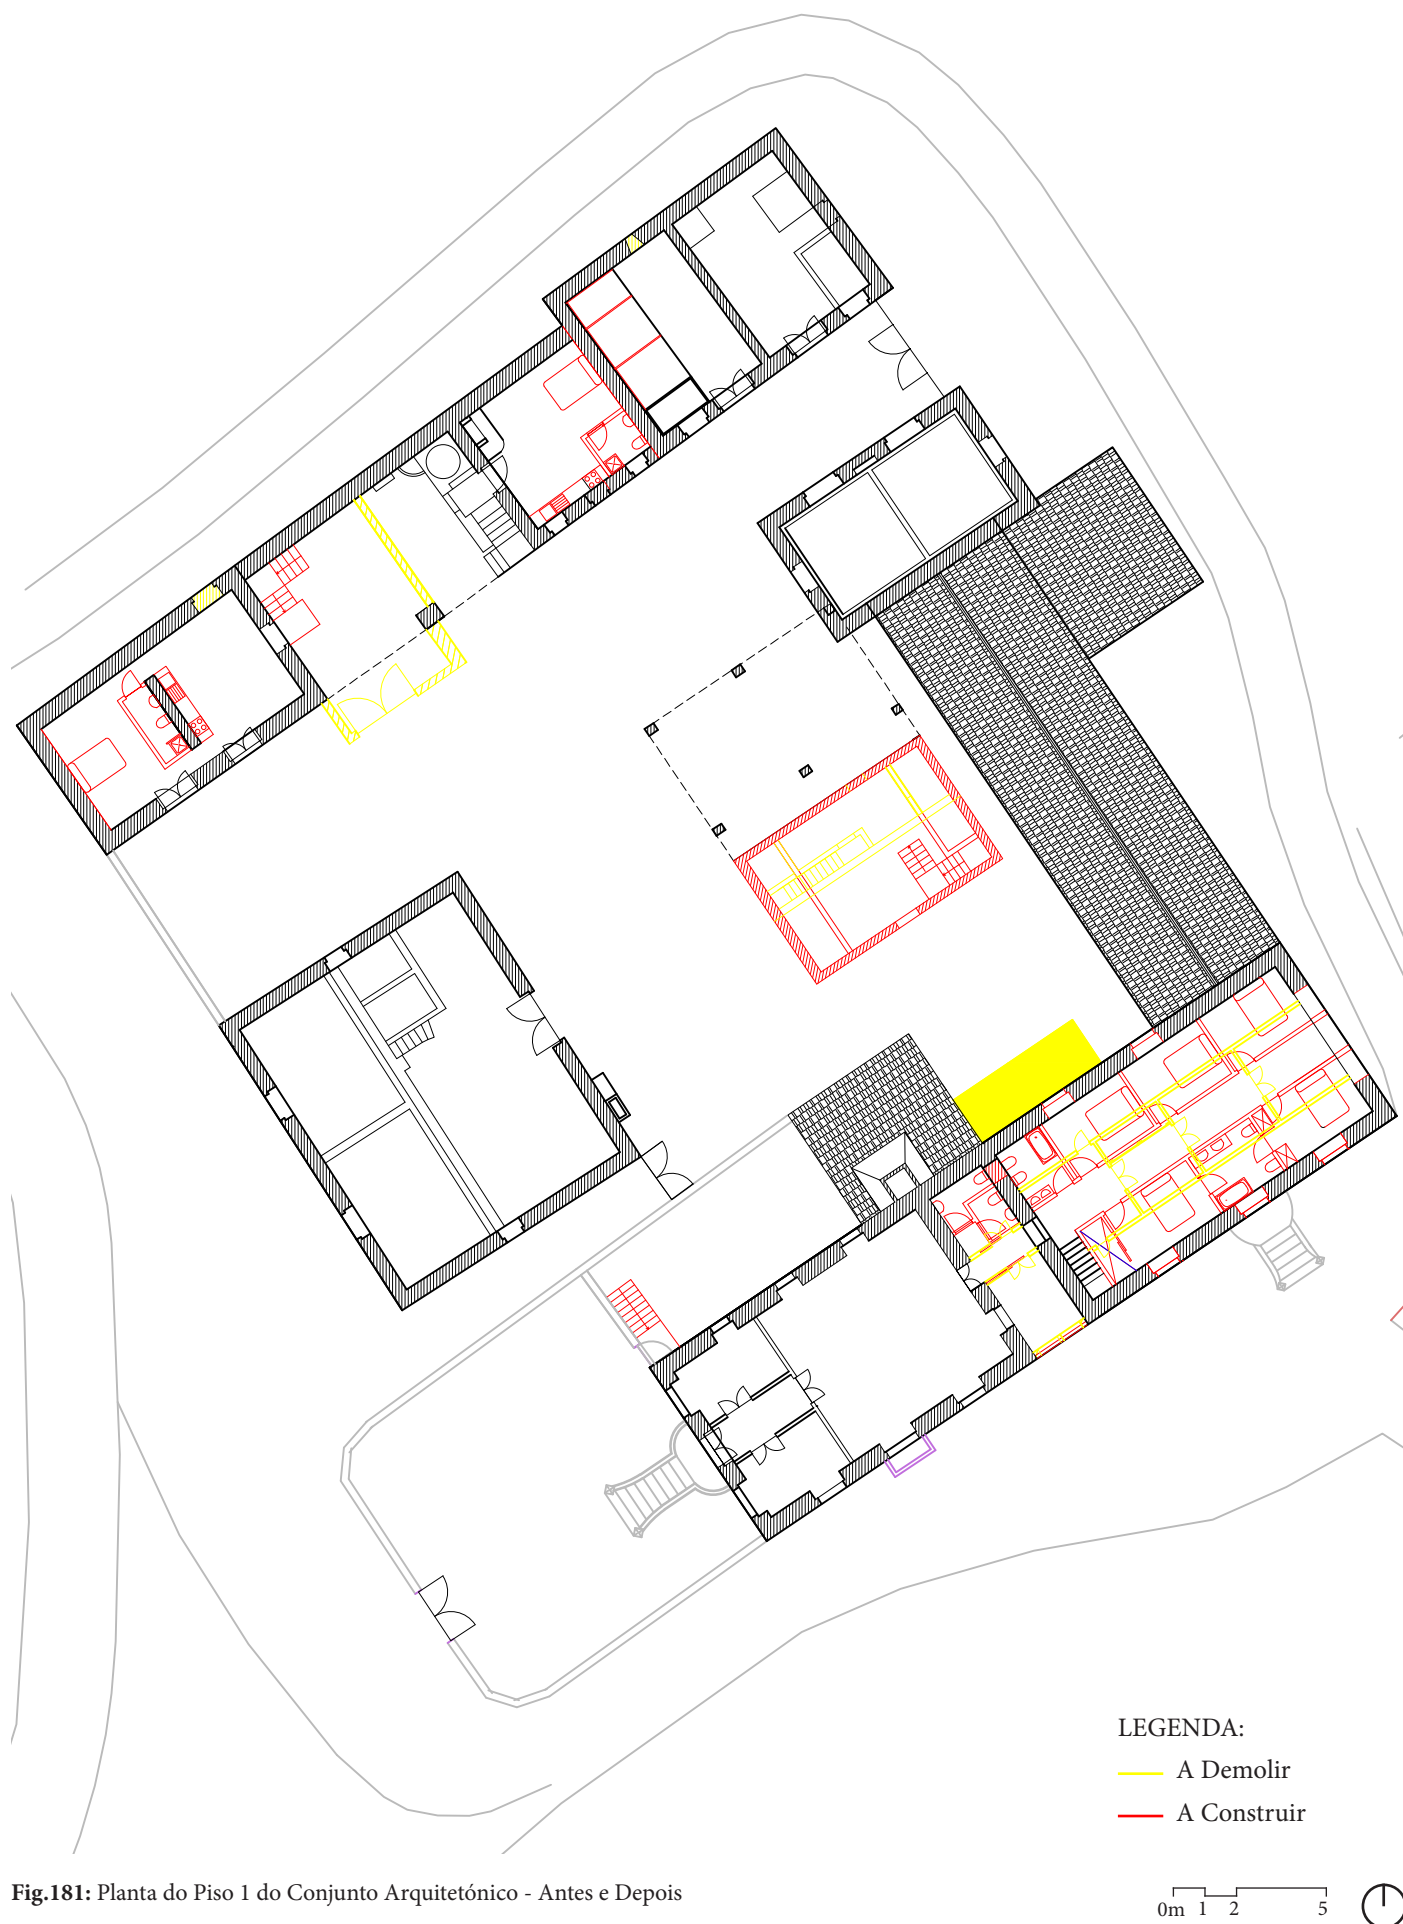 LEGENDA:
A Demolir
A Construir
Fig.181: Planta do Piso 1 do Conjunto Arquitetónico - Antes e Depois
0m 1 2 5